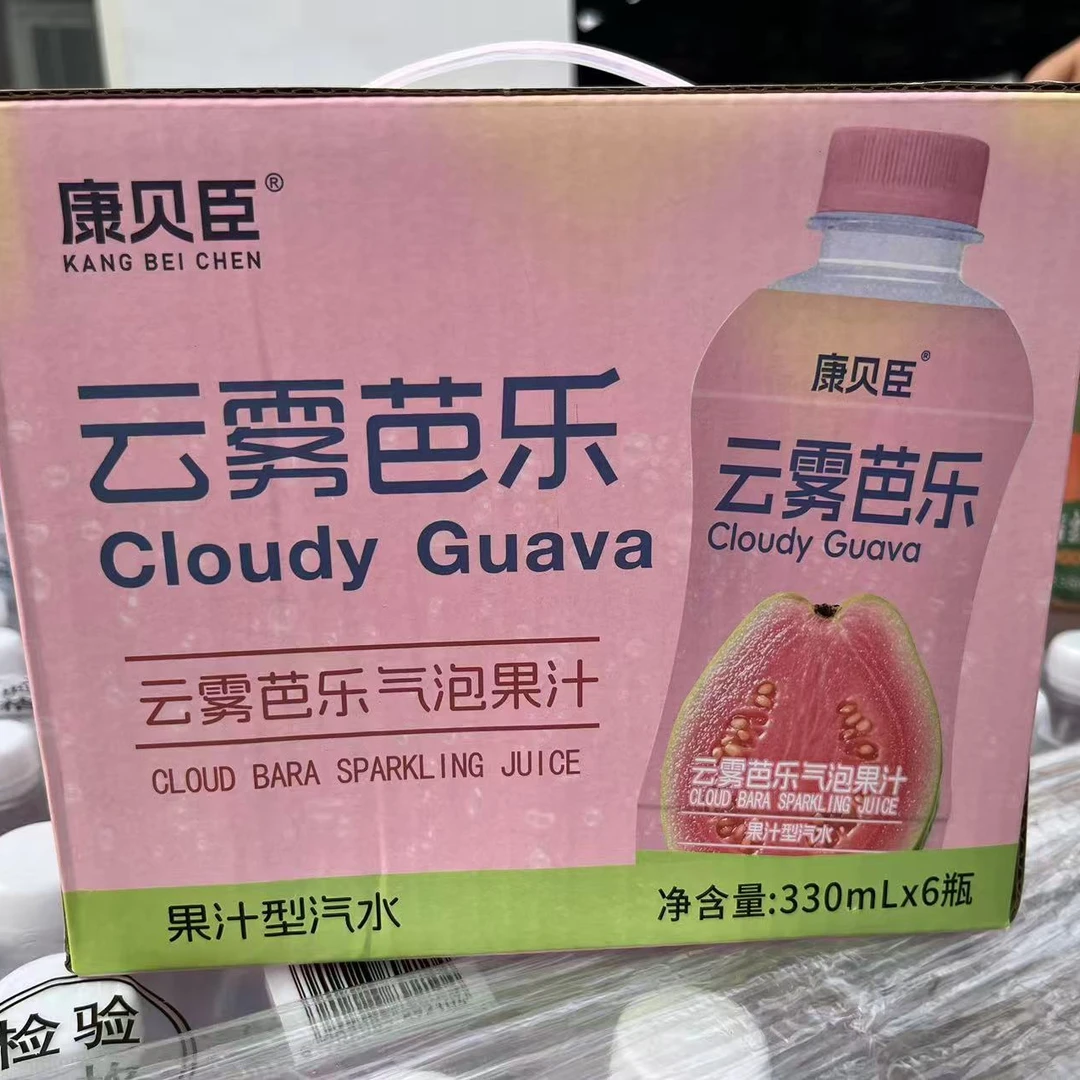 康贝臣®
KANG BEI CHEN
云雾芭乐
Cloudy Guava
云雾芭乐气泡果汁
CLOUD BARA SPARKLING JUICE
果汁型汽水
康贝臣®
云雾芭乐
Cloudy Guava
云雾芭乐气泡果汁
CLOUD BARA SPARKLING JUICE
果汁型汽水
净含量:330mLx6瓶
检验